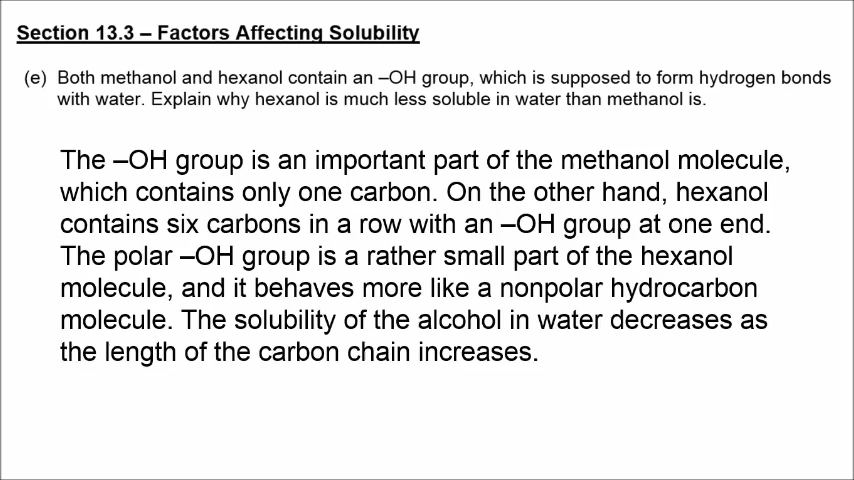 Section 13.3 – Factors Affecting Solubility
(e) Both methanol and hexanol contain an –OH group, which is supposed to form hydrogen bonds
with water. Explain why hexanol is much less soluble in water than methanol is.
The –OH group is an important part of the methanol molecule,
which contains only one carbon. On the other hand, hexanol
contains six carbons in a row with an –OH group at one end.
The polar –OH group is a rather small part of the hexanol
molecule, and it behaves more like a nonpolar hydrocarbon
molecule. The solubility of the alcohol in water decreases as
the length of the carbon chain increases.